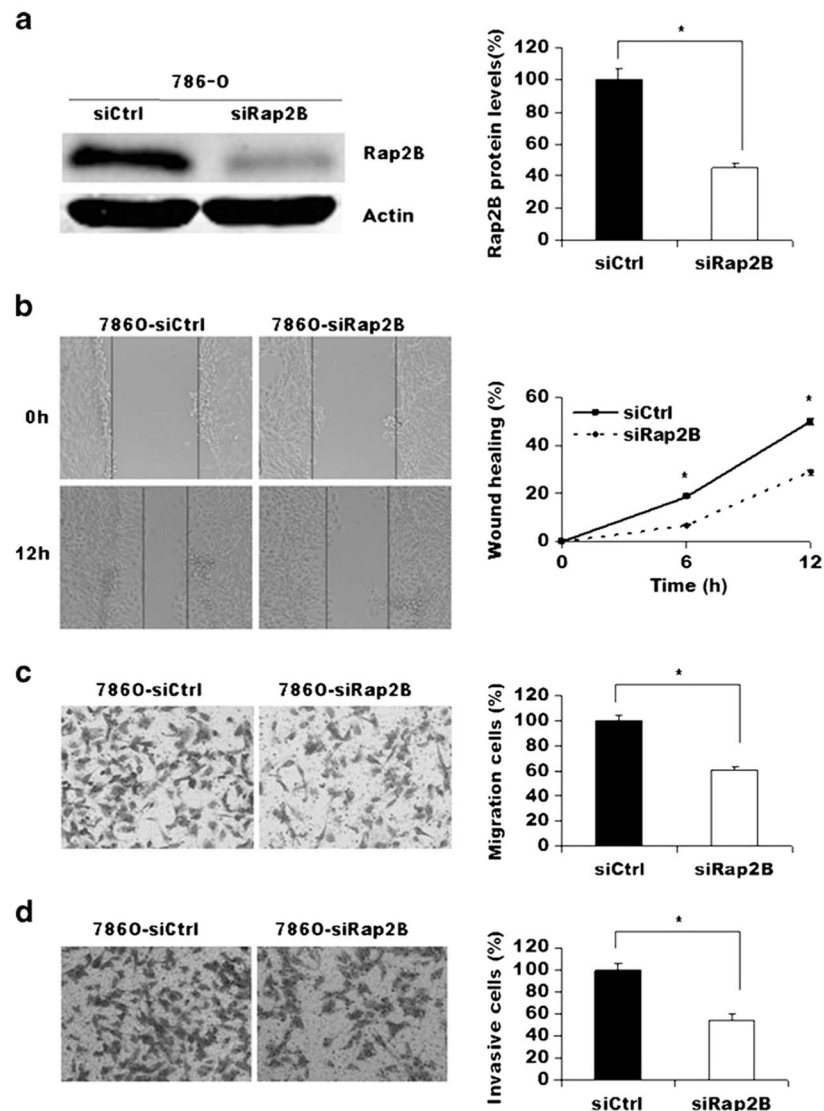 a
786-O
siCtrl siRap2B
Rap2B
Actin
Rap2B protein levels(%)
120
100
80
60
40
20
0
*
siCtrl siRap2B
b
786O-siCtrl 786O-siRap2B
0h
12h
Wound healing (%)
60
40
20
0
siCtrl
siRap2B
*
*
0 6 12
Time (h)
c
786O-siCtrl 786O-siRap2B
Migration cells (%)
120
100
80
60
40
20
0
*
siCtrl siRap2B
d
786O-siCtrl 786O-siRap2B
Invasive cells (%)
120
100
80
60
40
20
0
*
siCtrl siRap2B